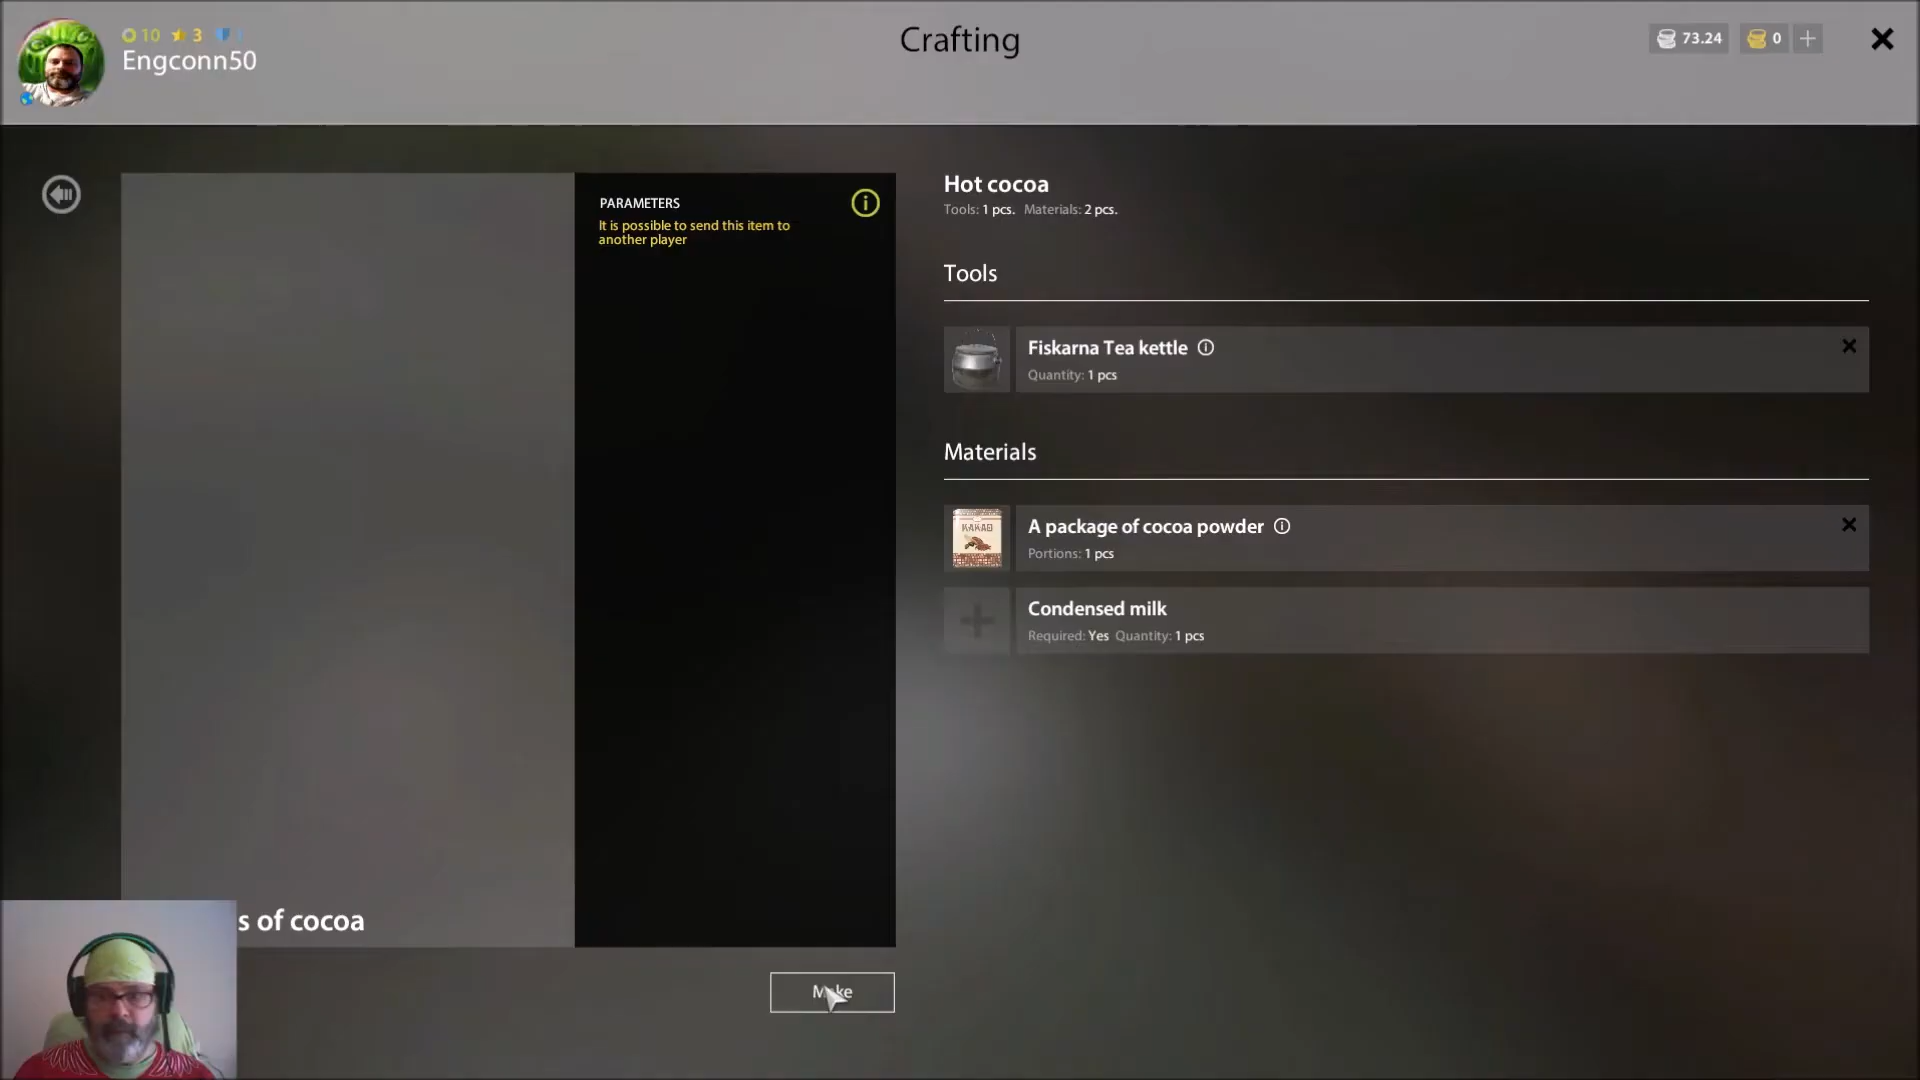 10 3 1
Engconn50
Crafting
73.24
0
PARAMETERS
It is possible to send this item to
another player
s of cocoa
Make
Hot cocoa
Tools: 1 pcs. Materials: 2 pcs.
Tools
Fiskarna Tea kettle
Quantity: 1 pcs
Materials
KAKAO
A package of cocoa powder
Portions: 1 pcs
Condensed milk
Required: Yes Quantity: 1 pcs